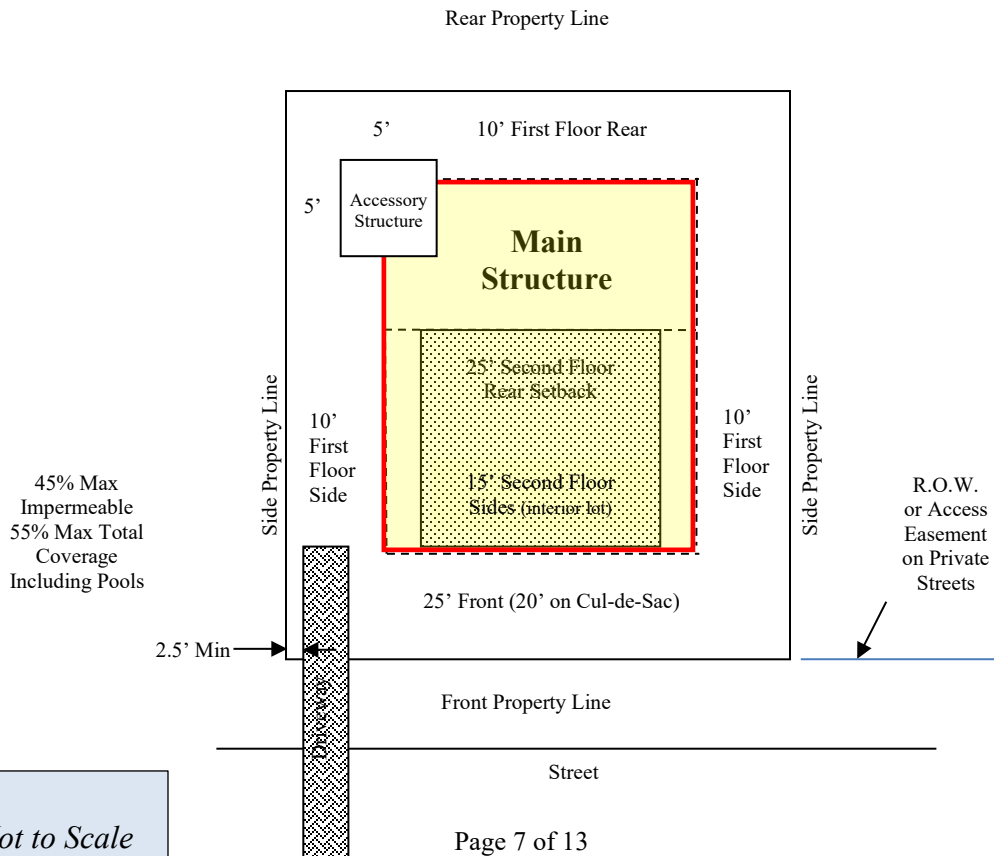 Rear Property Line
5’
10’ First Floor Rear
5’
Accessory
Structure
Main
Structure
25’ Second Floor
Rear Setback
15’ Second Floor
Sides (interior lot)
Side Property Line
10’
First
Floor
Side
10’
First
Floor
Side
Side Property Line
45% Max
Impermeable
55% Max Total
Coverage
Including Pools
R.O.W.
or Access
Easement
on Private
Streets
25’ Front (20’ on Cul-de-Sac)
2.5’ Min
Driveway
Front Property Line
Street
to Scale
Page 7 of 13